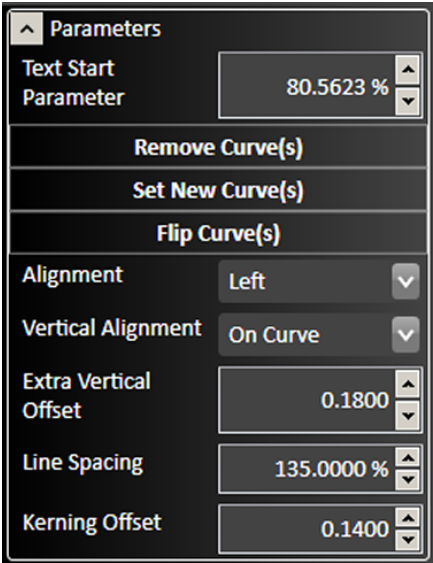 Parameters
Text Start
Parameter
80.5623 %
Remove Curve(s)
Set New Curve(s)
Flip Curve(s)
Alignment
Left
Vertical Alignment
On Curve
Extra Vertical
Offset
0.1800
Line Spacing
135.0000 %
Kerning Offset
0.1400